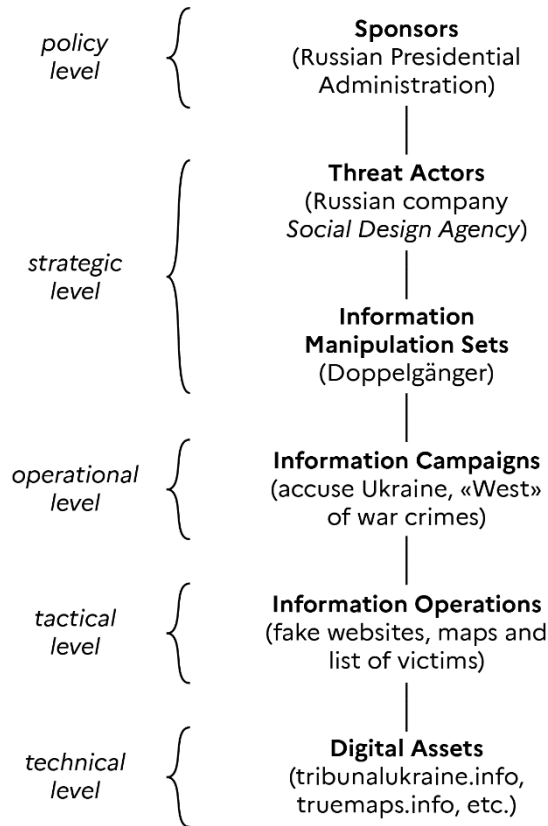 policy
level
Sponsors
(Russian Presidential
Administration)
strategic
level
Threat Actors
(Russian company
Social Design Agency)
Information
Manipulation Sets
(Doppelgänger)
operational
level
Information Campaigns
(accuse Ukraine, «West»
of war crimes)
tactical
level
Information Operations
(fake websites, maps and
list of victims)
technical
level
Digital Assets
(tribunalukraine.info,
truemaps.info, etc.)